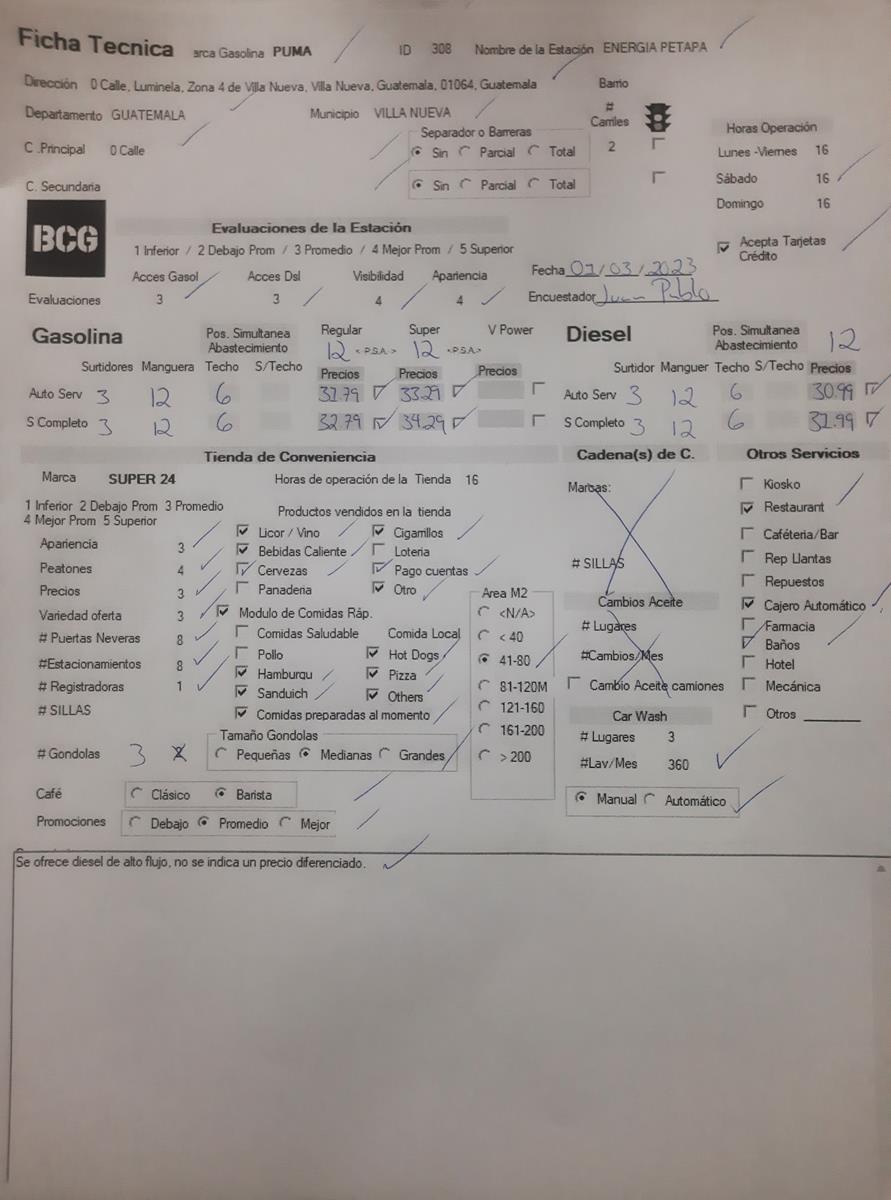 Ficha Tecnica arca Gasolina PUMA ID 308 Nombre de la Estación ENERGIA PETAPA
Dirección 0 Calle, Luminela, Zona 4 de Villa Nueva, Villa Nueva, Guatemala, 01064, Guatemala Barrio
Departamento GUATEMALA Municipio VILLA NUEVA # Carriles
C .Principal 0 Calle Separador o Barreras Sin Parcial Total 2
C. Secundaria Sin Parcial Total
Horas Operación
Lunes -Viernes 16
Sábado 16
Domingo 16
Acepta Tarjetas Crédito
BCG
Evaluaciones de la Estación
1 Inferior / 2 Debajo Prom / 3 Promedio / 4 Mejor Prom / 5 Superior
Acces Gasol Acces Dsl Visibilidad Apariencia
Evaluaciones 3 3 4 4
Fecha 01/03/2023
Encuestador Juan Pablo
Gasolina Pos. Simultanea Abastecimiento Regular Super V Power
12 <P.S.A.> 12 <P.S.A.>
Surtidores Manguera Techo S/Techo Precios Precios Precios
Auto Serv 3 12 6 31.79 33.29
S Completo 3 12 6 32.79 34.29
Diesel Pos. Simultanea Abastecimiento 12
Surtidor Manguer Techo S/Techo Precios
Auto Serv 3 12 6 30.99
S Completo 3 12 6 31.99
Tienda de Conveniencia
Marca SUPER 24 Horas de operación de la Tienda 16
1 Inferior 2 Debajo Prom 3 Promedio
4 Mejor Prom 5 Superior
Apariencia 3
Peatones 4
Precios 3
Variedad oferta 3
# Puertas Neveras 8
#Estacionamientos 8
# Registradoras 1
# SILLAS
# Gondolas 3
Productos vendidos en la tienda
Licor / Vino Cigarrillos
Bebidas Caliente Loteria
Cervezas Pago cuentas
Panaderia Otro
Modulo de Comidas Ráp.
Comidas Saludable Comida Local
Pollo Hot Dogs
Hamburqu Pizza
Sanduich Others
Comidas preparadas al momento
Tamaño Gondolas
Pequeñas Medianas Grandes
Café Clásico Barista
Promociones Debajo Promedio Mejor
Area M2
<N/A>
< 40
41-80
81-120M
121-160
161-200
> 200
Cadena(s) de C.
Marcas:
# SILLAS
Cambios Aceite
# Lugares
#Cambios/Mes
Cambio Aceite camiones
Car Wash
# Lugares 3
#Lav/Mes 360
Manual Automático
Otros Servicios
Kiosko
Restaurant
Caféteria/Bar
Rep Llantas
Repuestos
Cajero Automático
Farmacia
Baños
Hotel
Mecánica
Otros
Se ofrece diesel de alto flujo, no se indica un precio diferenciado.